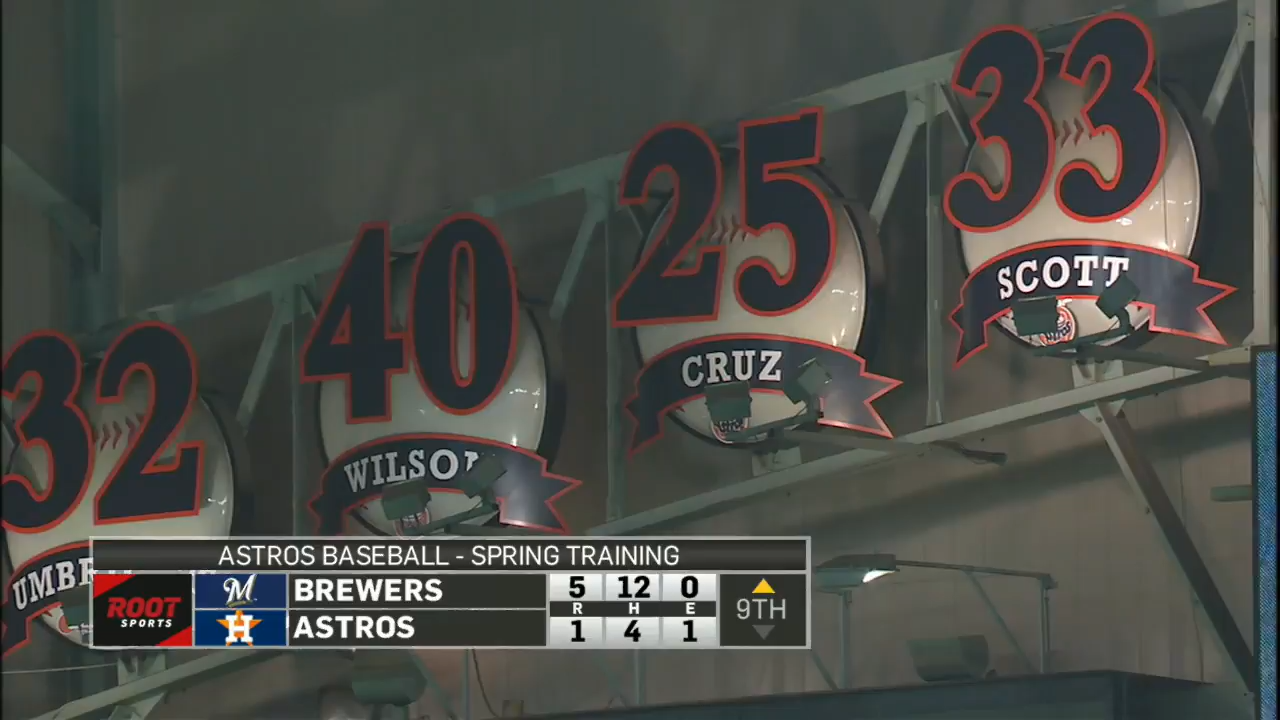 33
SCOTT
25
CRUZ
40
WILSON
32
ASTROS BASEBALL - SPRING TRAINING
ROOT SPORTS
M BREWERS 5 12 0
R H E
H ASTROS 1 4 1
9TH